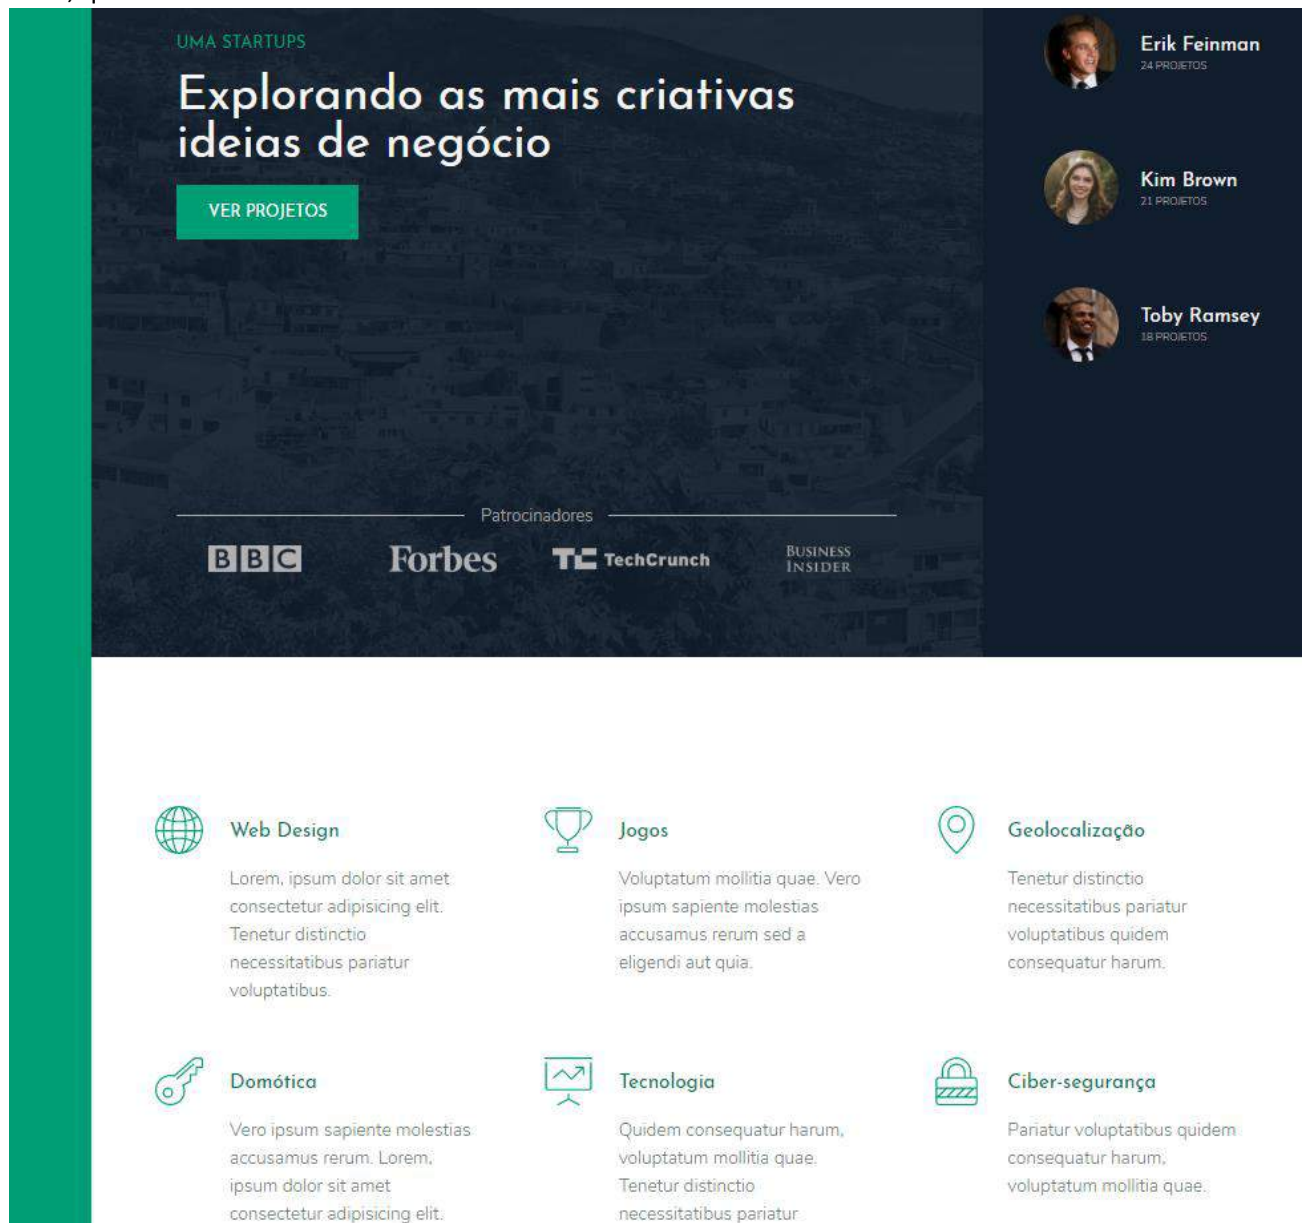 UMA STARTUPS
Explorando as mais criativas
ideias de negócio
VER PROJETOS
Erik Feinman
24 PROJETOS
Kim Brown
21 PROJETOS
Toby Ramsey
18 PROJETOS
Patrocinadores
BBC
Forbes
TC TechCrunch
BUSINESS
INSIDER
Web Design
Lorem, ipsum dolor sit amet
consectetur adipisicing elit.
Tenetur distinctio
necessitatibus pariatur
voluptatibus.
Jogos
Voluptatum mollitia quae. Vero
ipsum sapiente molestias
accusamus rerum sed a
eligendi aut quia.
Geolocalização
Tenetur distinctio
necessitatibus pariatur
voluptatibus quidem
consequatur harum.
Domótica
Vero ipsum sapiente molestias
accusamus rerum. Lorem,
ipsum dolor sit amet
consectetur adipisicing elit.
Tecnologia
Quidem consequatur harum,
voluptatum mollitia quae.
Tenetur distinctio
necessitatibus pariatur
Ciber-segurança
Pariatur voluptatibus quidem
consequatur harum,
voluptatum mollitia quae.